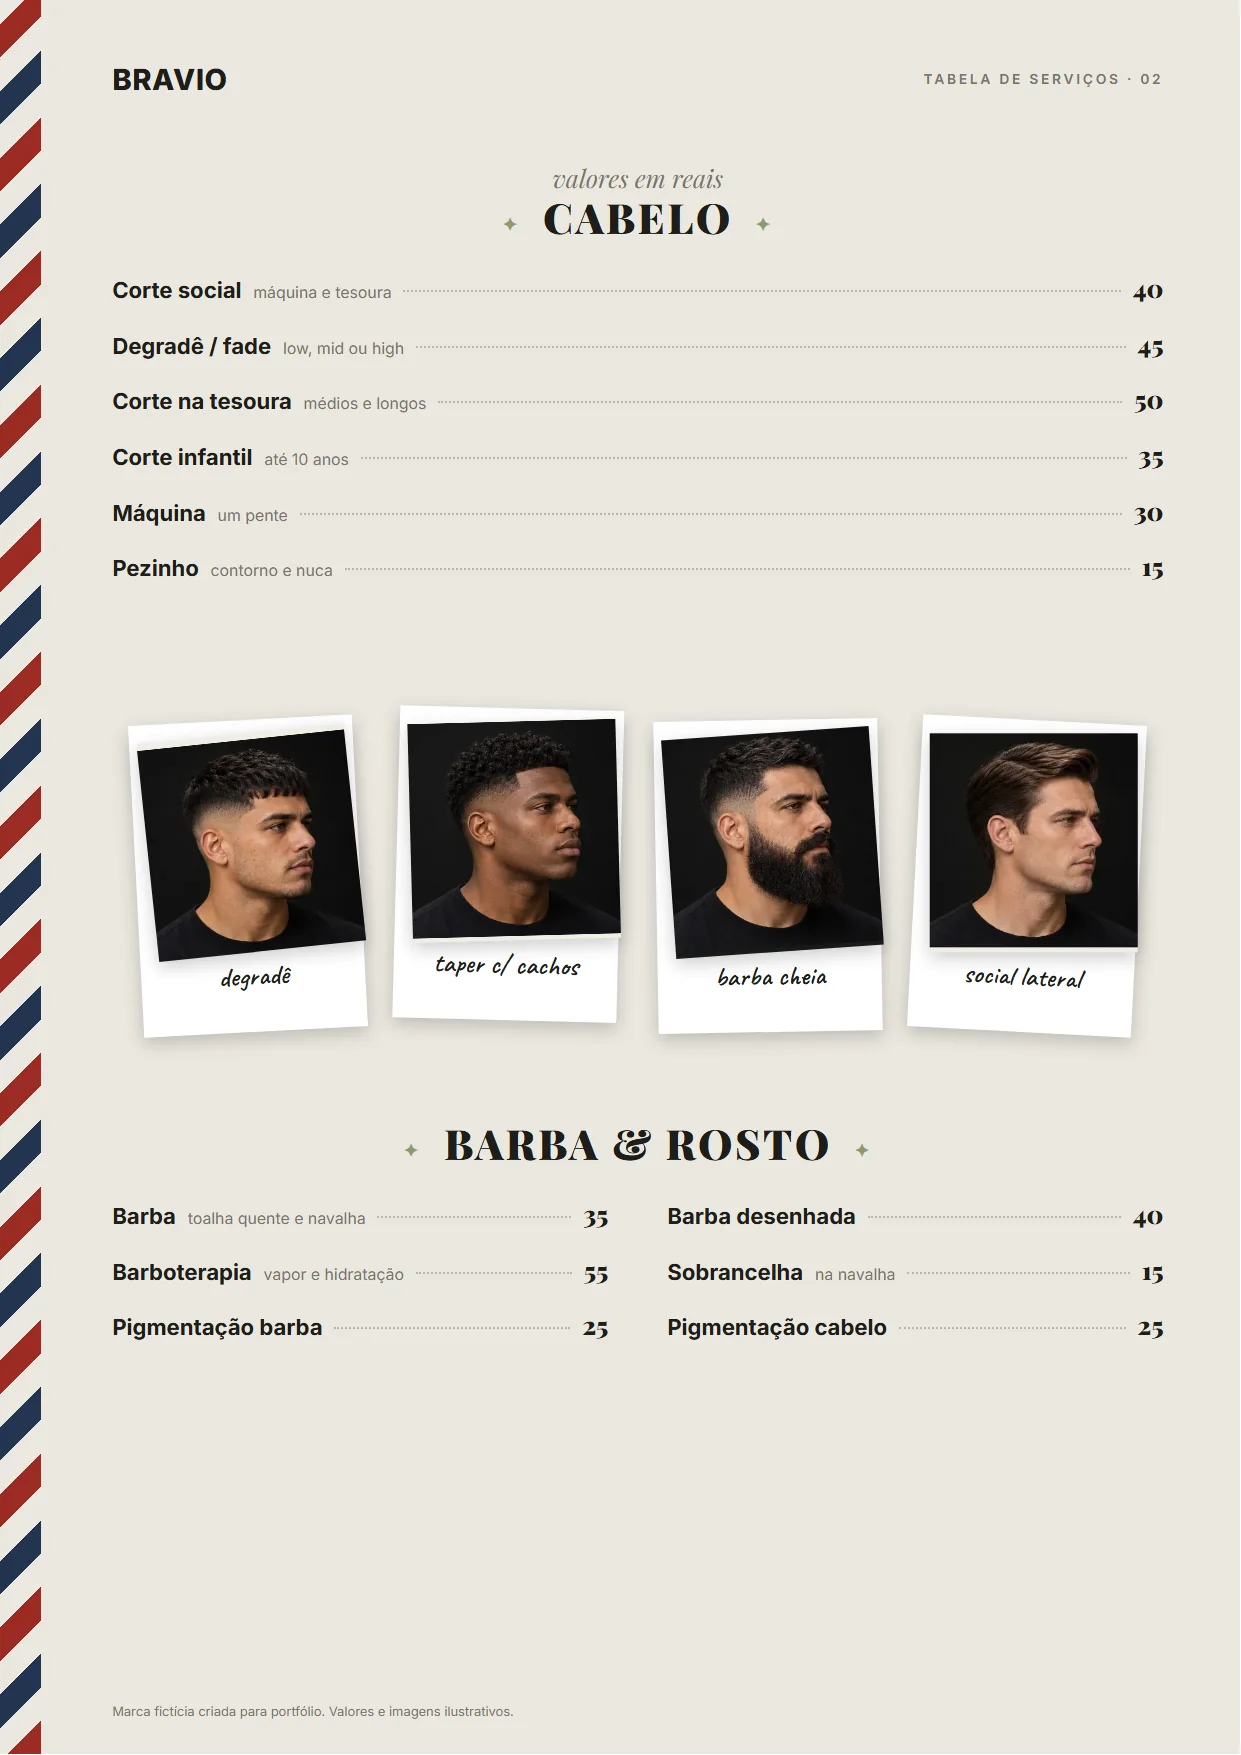 BRAVIO
TABELA DE SERVIÇOS · 02
valores em reais
CABELO
Corte social máquina e tesoura 40
Degradê / fade low, mid ou high 45
Corte na tesoura médios e longos 50
Corte infantil até 10 anos 35
Máquina um pente 30
Pezinho contorno e nuca 15
degradê
taper c/ cachos
barba cheia
social lateral
BARBA & ROSTO
Barba toalha quente e navalha 35
Barba desenhada 40
Barboterapia vapor e hidratação 55
Sobrancelha na navalha 15
Pigmentação barba 25
Pigmentação cabelo 25
Marca fictícia criada para portfólio. Valores e imagens ilustrativos.